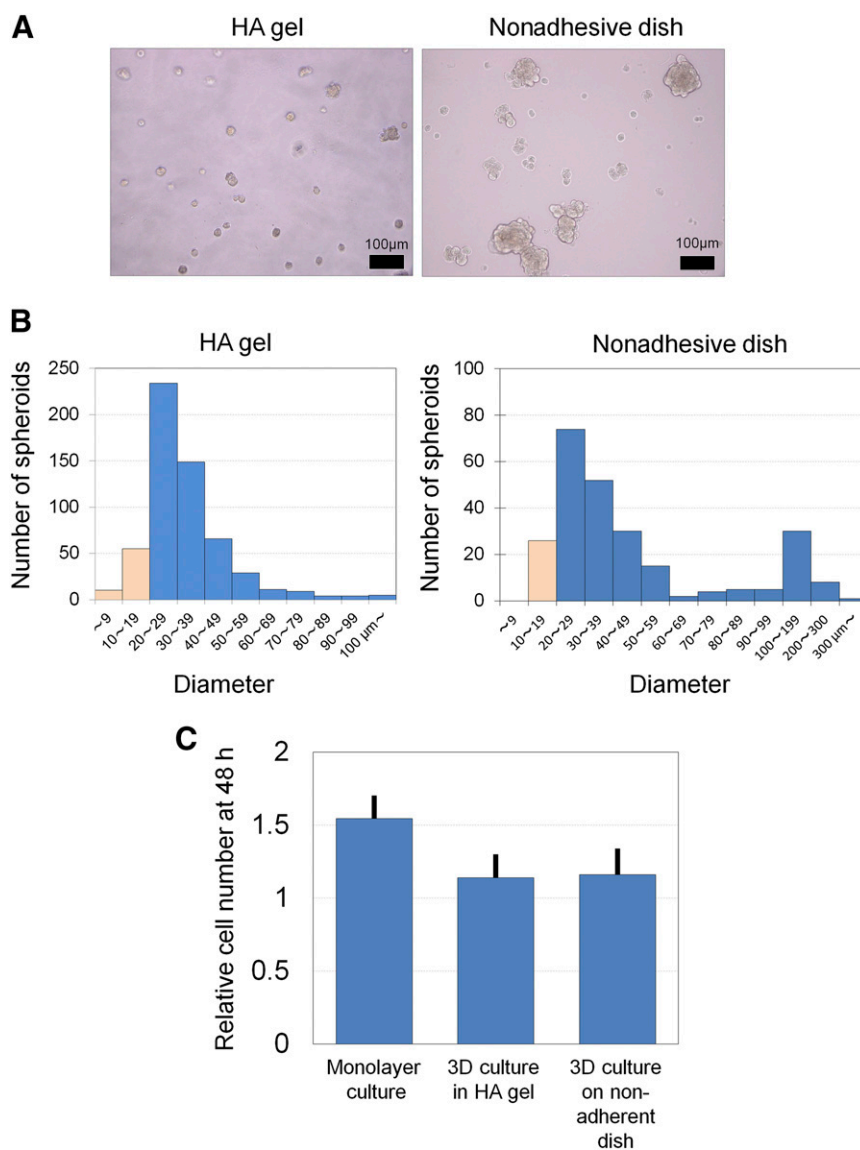 A
HA gel
Nonadhesive dish
100μm
100μm
B
HA gel
Nonadhesive dish
Number of spheroids
250
200
150
100
50
0
~9
10~19
20~29
30~39
40~49
50~59
60~69
70~79
80~89
90~99
100 μm~
Diameter
Number of spheroids
100
80
60
40
20
0
~9
10~19
20~29
30~39
40~49
50~59
60~69
70~79
80~89
90~99
100~199
200~300
300 μm~
Diameter
C
Relative cell number at 48 h
2
1.5
1
0.5
0
Monolayer
culture
3D culture
in HA gel
3D culture
on non-
adherent
dish